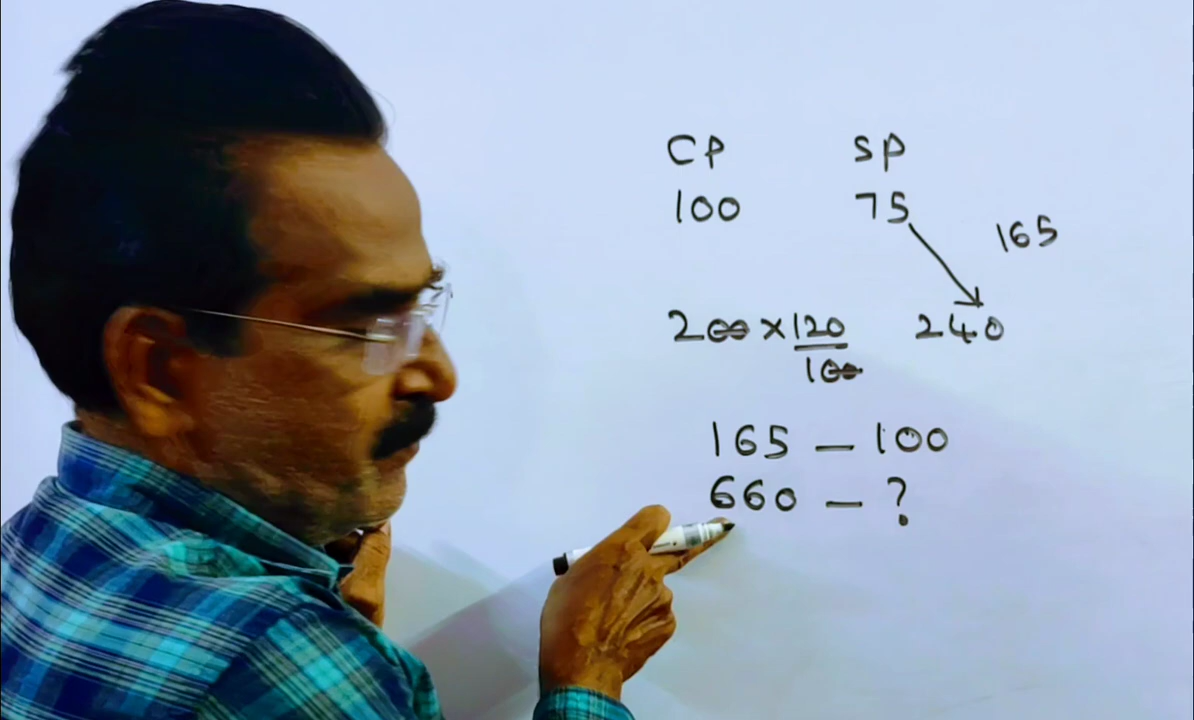 CP SP
100 75
165
200 × 120/100 240
165 — 100
660 — ?